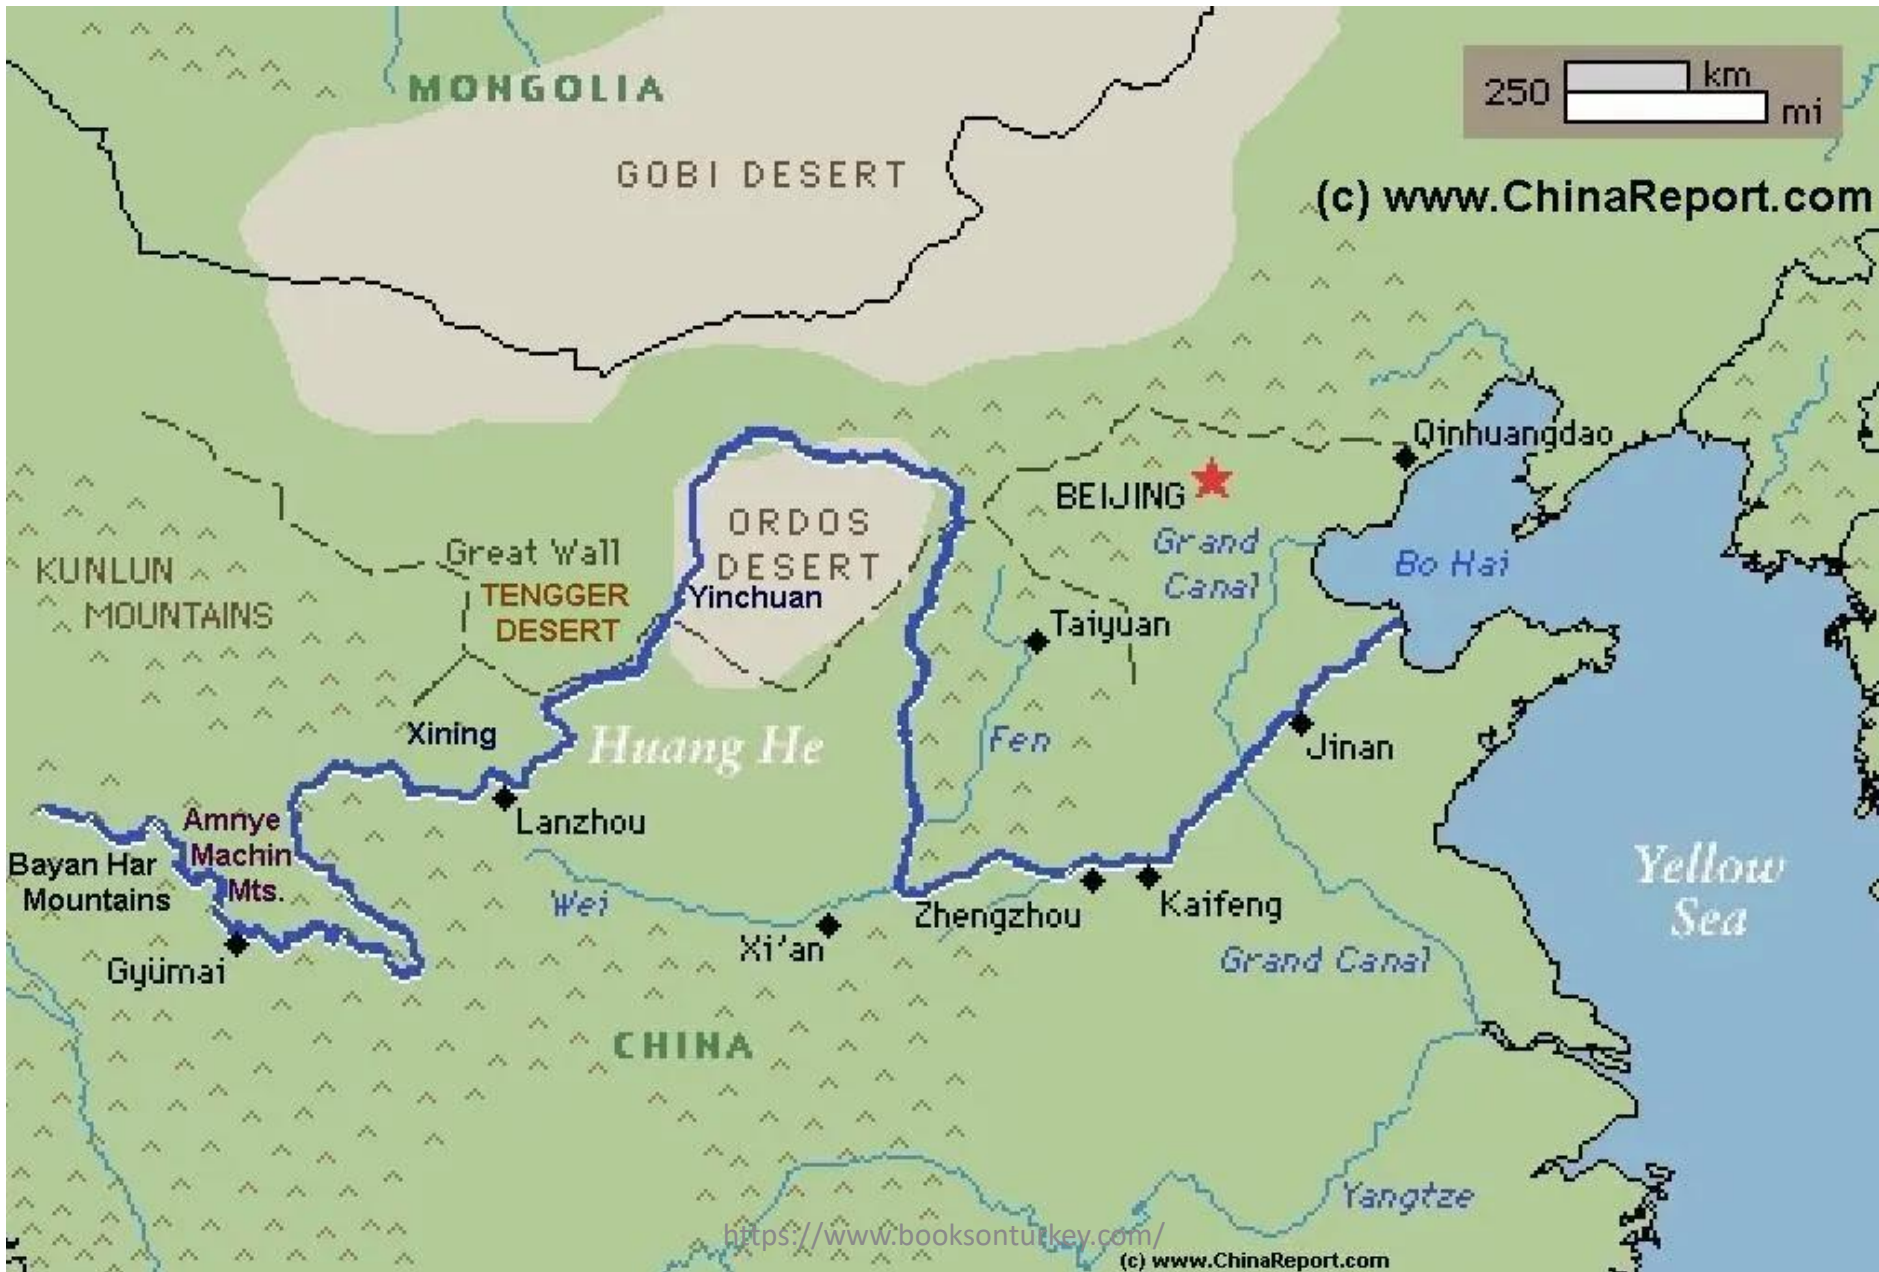 MONGOLIA
250 km
mi
GOBI DESERT
(c) www.ChinaReport.com
Qinhuangdao
BEIJING
ORDOS
DESERT
Grand
Canal
Great Wall
Bo Hai
KUNLUN
MOUNTAINS
TENGGER
DESERT
Yinchuan
Taiyuan
Xining
Huang He
Fen
Jinan
Lanzhou
Amnye
Machin
Mts.
Bayan Har
Mountains
Wei
Zhengzhou
Kaifeng
Yellow
Sea
Xi'an
Gyümai
Grand Canal
CHINA
Yangtze
https://www.booksonturkey.com/
(c) www.ChinaReport.com